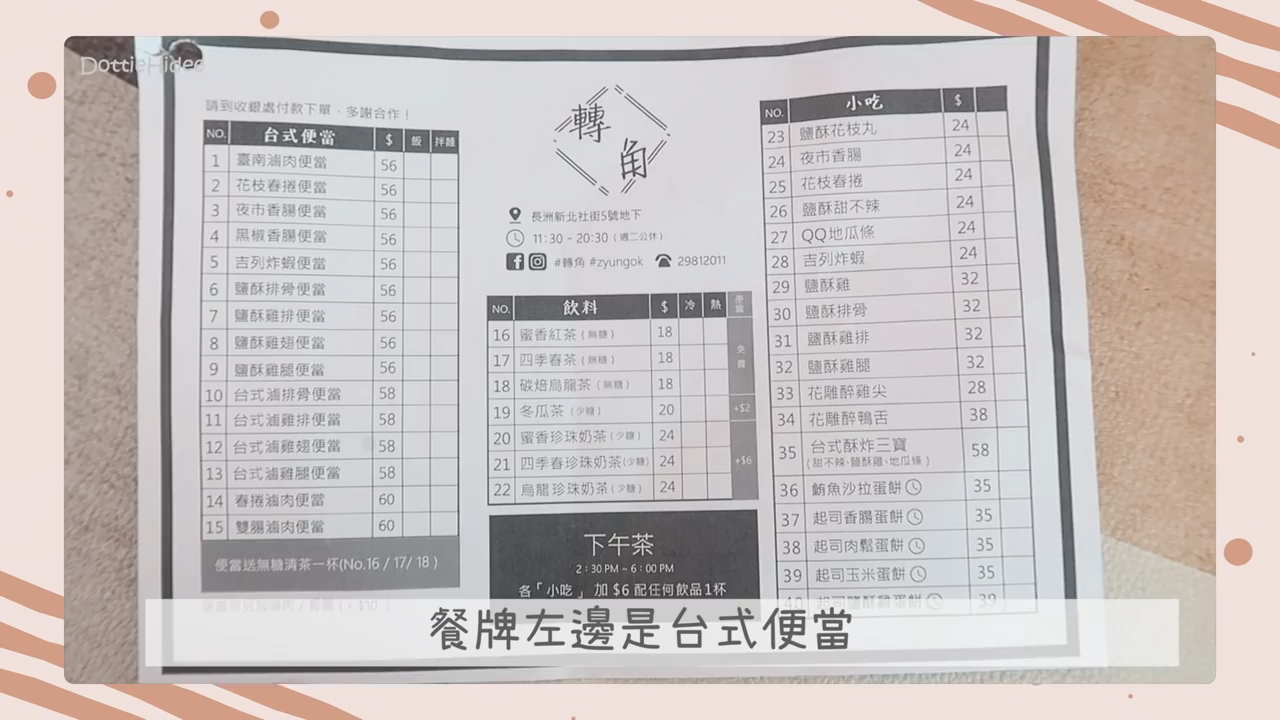 DottieHidee
請到收銀處付款下單、多謝合作！
NO. 台式便當 $ 飯 拌麵
1 臺南滷肉便當 56
2 花枝春捲便當 56
3 夜市香腸便當 56
4 黑椒香腸便當 56
5 吉列炸蝦便當 56
6 鹽酥排骨便當 56
7 鹽酥雞排便當 56
8 鹽酥雞翅便當 56
9 鹽酥雞腿便當 56
10 台式滷排骨便當 58
11 台式滷雞排便當 58
12 台式滷雞翅便當 58
13 台式滷雞腿便當 58
14 春捲滷肉便當 60
15 雙腸滷肉便當 60
便當送無糖清茶一杯(No.16 / 17/ 18 )
轉角
長洲新北社街5號地下
11:30 - 20:30 ( 週二公休 )
#轉角 #zyungok 29812011
NO. 飲料 $ 冷 熱 便當
16 蜜香紅茶 ( 無糖 ) 18
17 四季春茶 ( 無糖 ) 18
18 碳焙烏龍茶 ( 無糖 ) 18
免費
19 冬瓜茶 ( 少糖 ) 20 +$2
20 蜜香珍珠奶茶 ( 少糖 ) 24
21 四季春珍珠奶茶 (少糖) 24
22 烏龍珍珠奶茶 ( 少糖 ) 24
+$6
下午茶
2 : 30 PM – 6 : 00 PM
各「小吃」 加 $6 配任何飲品1杯
NO. 小吃 $
23 鹽酥花枝丸 24
24 夜市香腸 24
25 花枝春捲 24
26 鹽酥甜不辣 24
27 QQ地瓜條 24
28 吉列炸蝦 24
29 鹽酥雞 32
30 鹽酥排骨 32
31 鹽酥雞排 32
32 鹽酥雞腿 32
33 花雕醉雞尖 28
34 花雕醉鴨舌 38
35 台式酥炸三寶 58
( 甜不辣、鹽酥雞、地瓜條 )
36 鮪魚沙拉蛋餅 35
37 起司香腸蛋餅 35
38 起司肉鬆蛋餅 35
39 起司玉米蛋餅 35
40 起司鹽酥雞蛋餅 39
餐牌左邊是台式便當